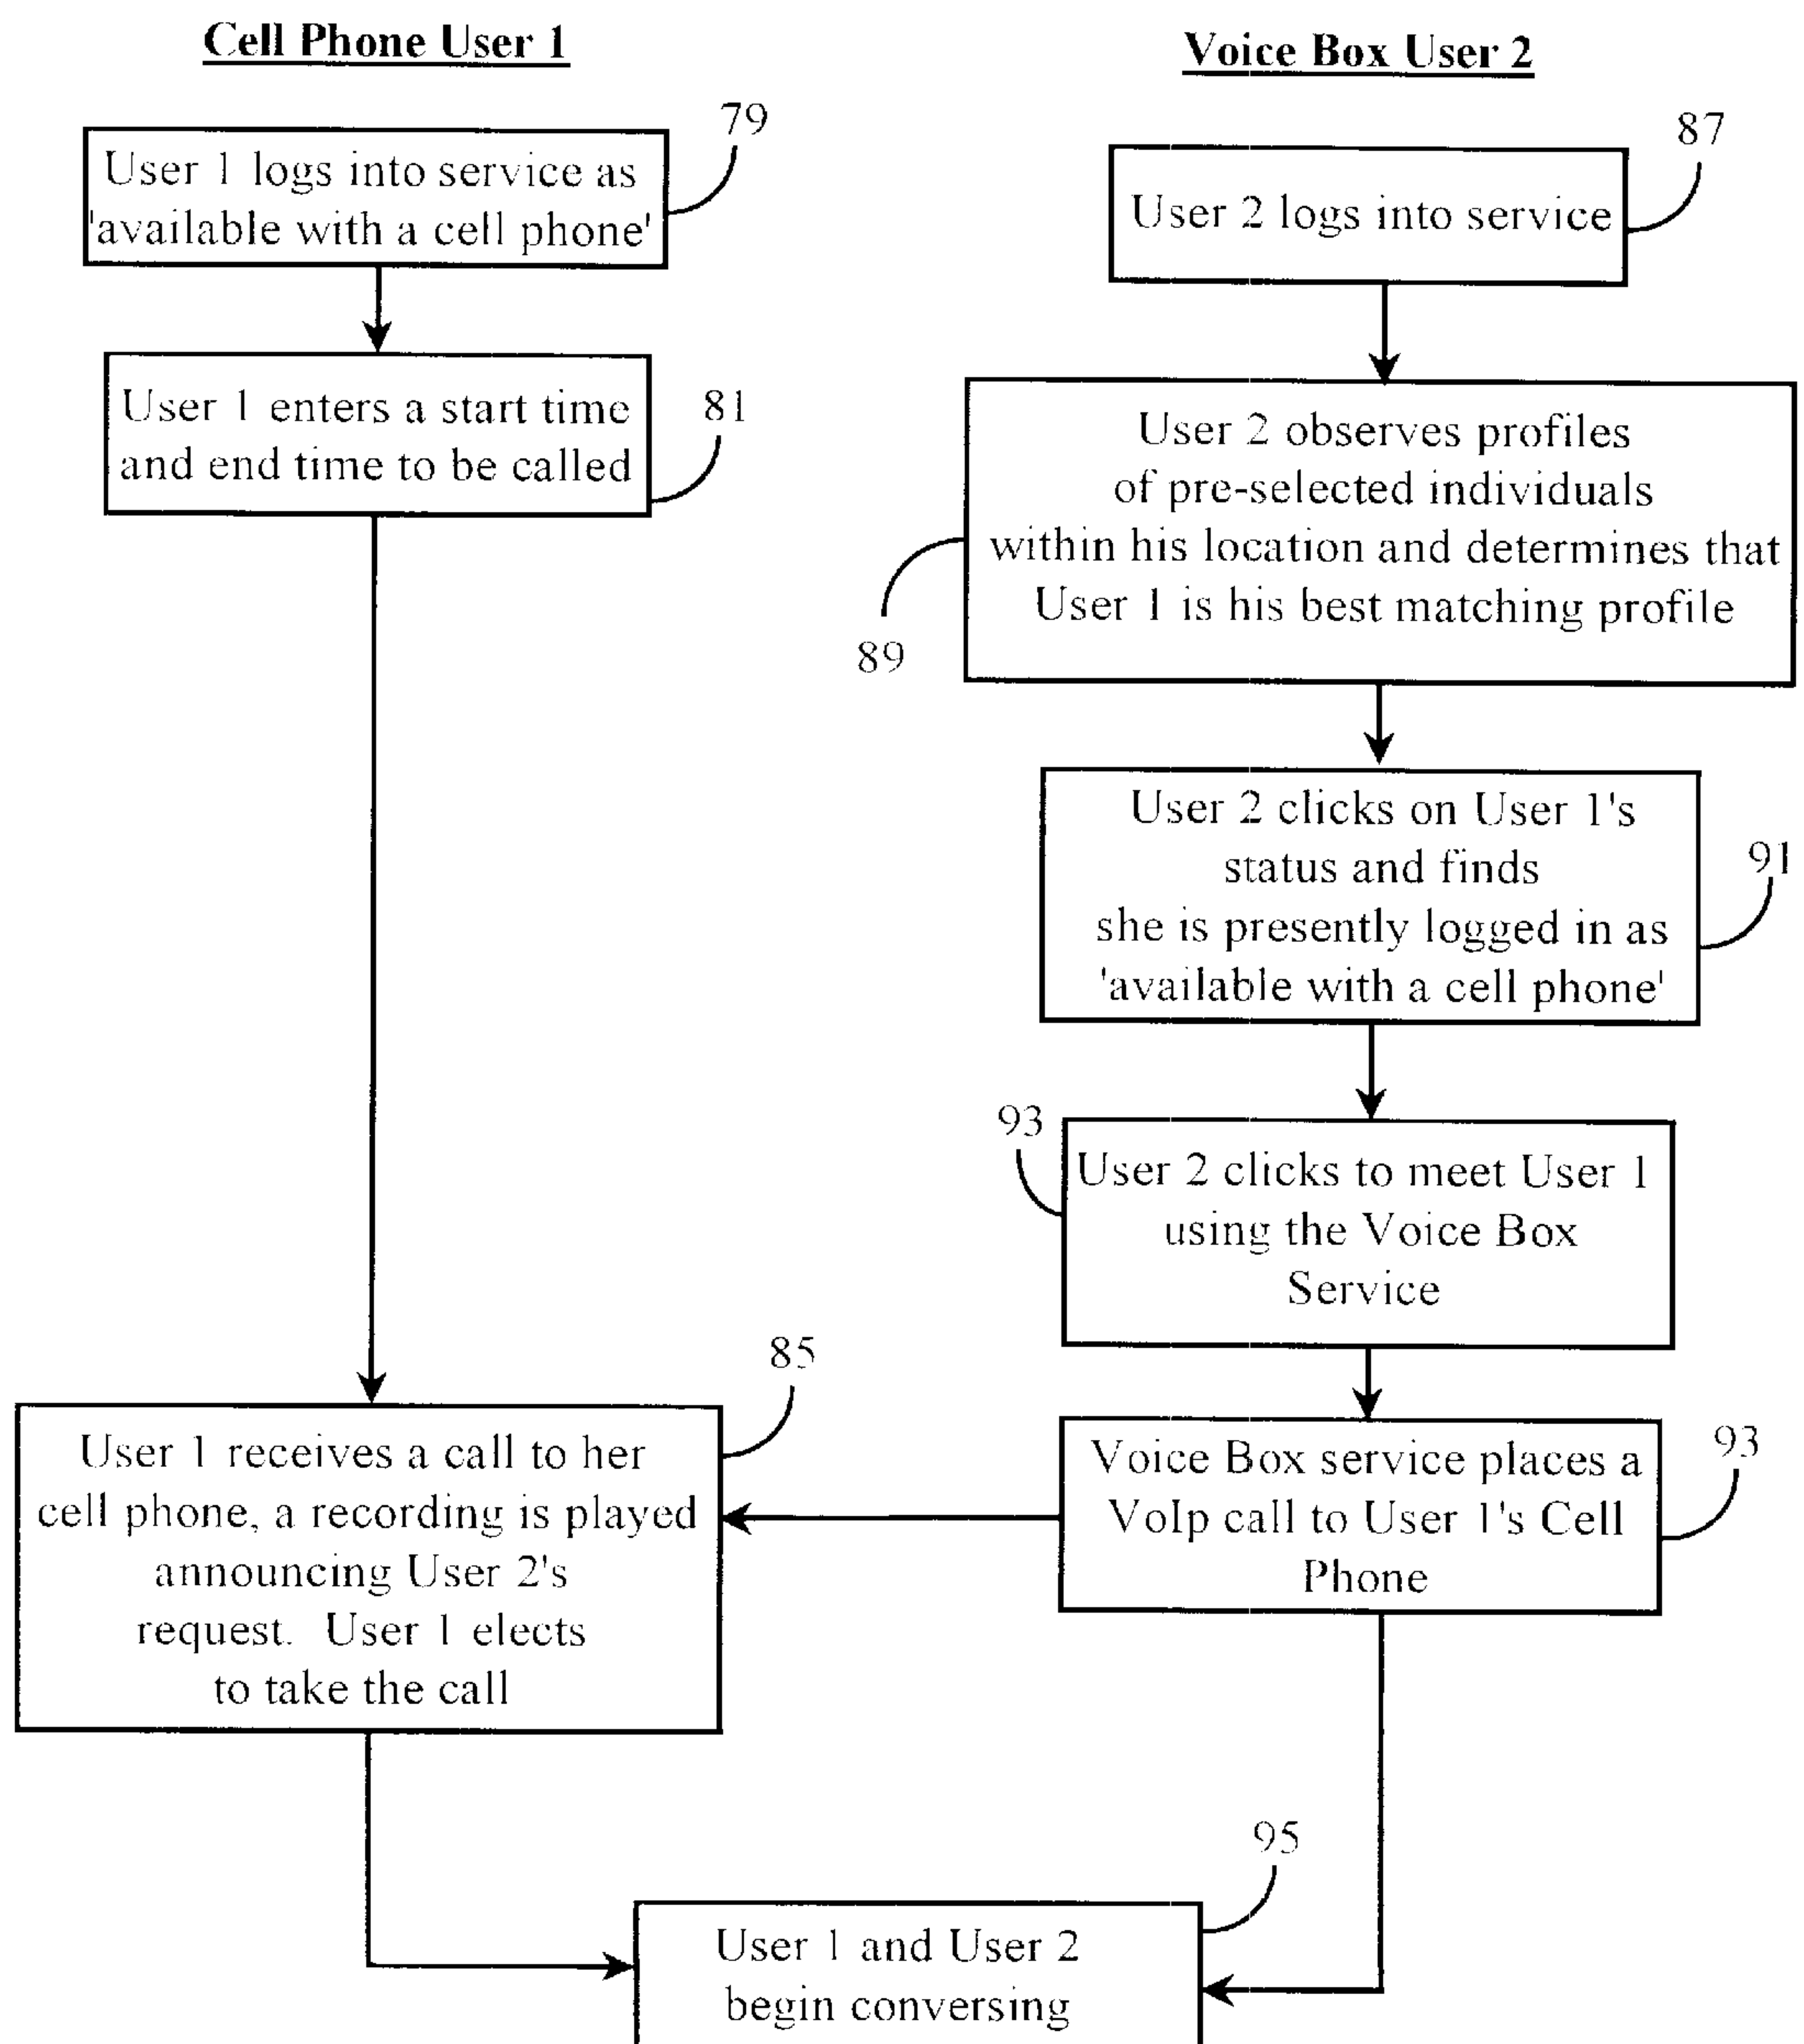 Cell Phone User 1
Voice Box User 2
79
User 1 logs into service as
'available with a cell phone'
87
User 2 logs into service
81
User 1 enters a start time
and end time to be called
User 2 observes profiles
of pre-selected individuals
within his location and determines that
User 1 is his best matching profile
89
User 2 clicks on User 1's
status and finds
she is presently logged in as
'available with a cell phone'
91
93
User 2 clicks to meet User 1
using the Voice Box
Service
85
User 1 receives a call to her
cell phone, a recording is played
announcing User 2's
request. User 1 elects
to take the call
93
Voice Box service places a
VoIp call to User 1's Cell
Phone
95
User 1 and User 2
begin conversing